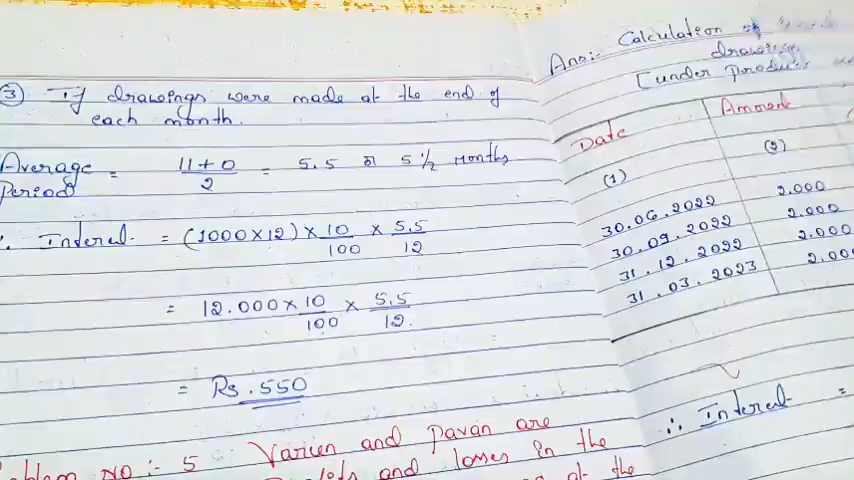 ③ If drawings were made at the end of
each month.
Average Period = 11+0 / 2 = 5.5 or 5 1/2 months
∴ Interest = (1000×12) × 10/100 × 5.5/12
= 12.000 × 10/100 × 5.5/12.
= Rs. 550
Problem No :- 5 Varun and Pavan are
and losses in the
at the
Ans:- Calculation of
drawings
[under product
Date Amount
(1) (2)
30.06.2022 2.000
30.09.2022 2.000
31.12.2022 2.000
31.03.2023 2.000
∴ Interest =